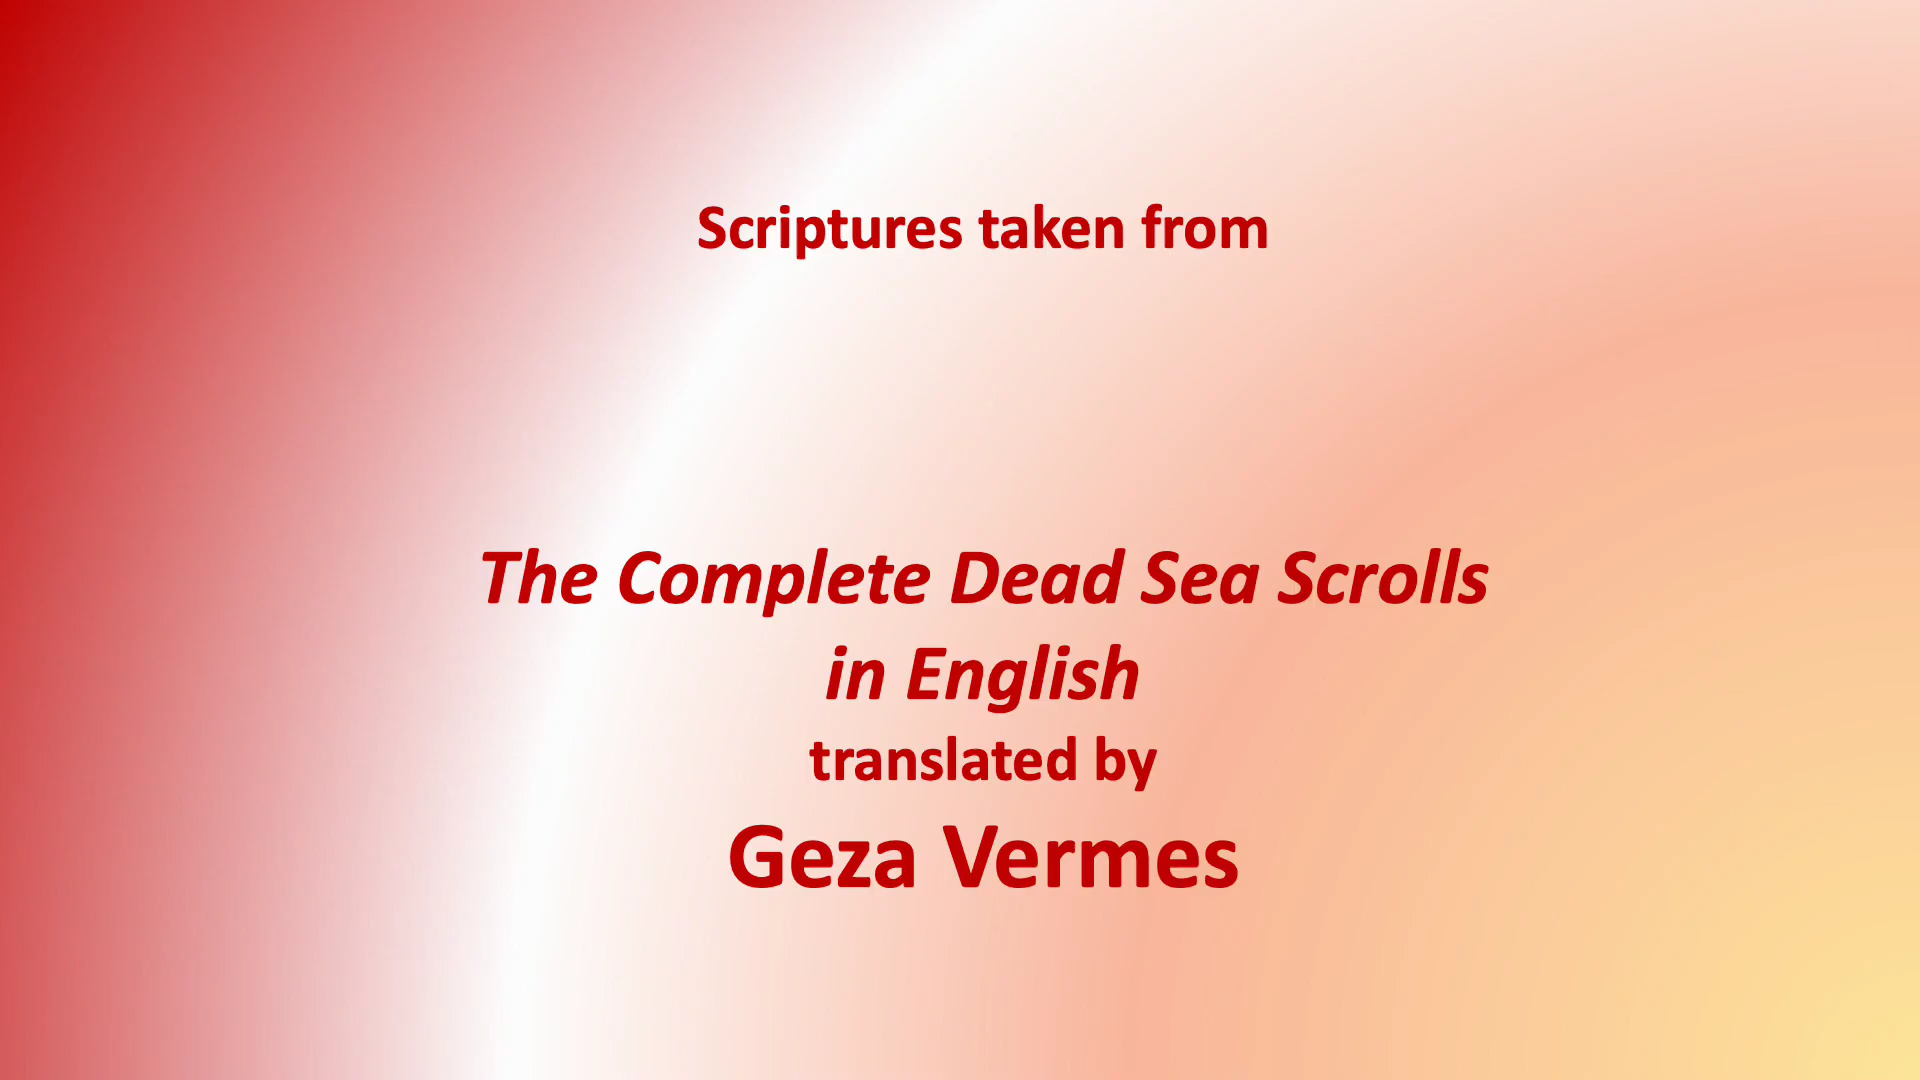 Scriptures taken from
The Complete Dead Sea Scrolls
in English
translated by
Geza Vermes